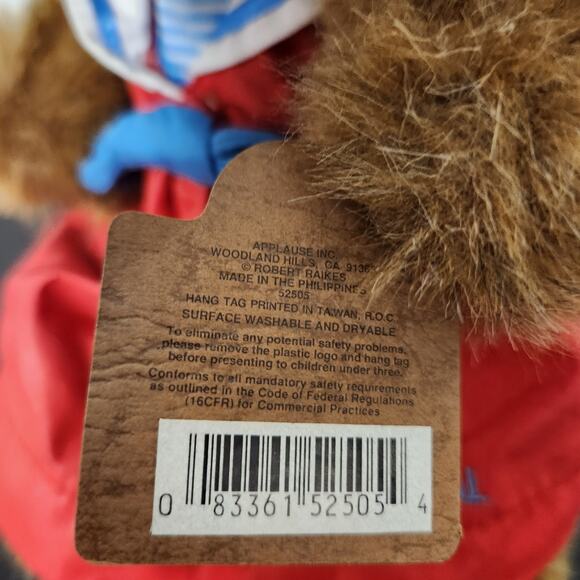 APPLAUSE INC.
WOODLAND HILLS, CA. 9136
© ROBERT RAIKES
MADE IN THE PHILIPPINES
52505
HANG TAG PRINTED IN TAIWAN, R.O.C.
SURFACE WASHABLE AND DRYABLE
To eliminate any potential safety problems,
please remove the plastic logo and hang tag
before presenting to children under three.
Conforms to all mandatory safety requirements
as outlined in the Code of Federal Regulations
(16CFR) for Commercial Practices
0 83361 52505 4